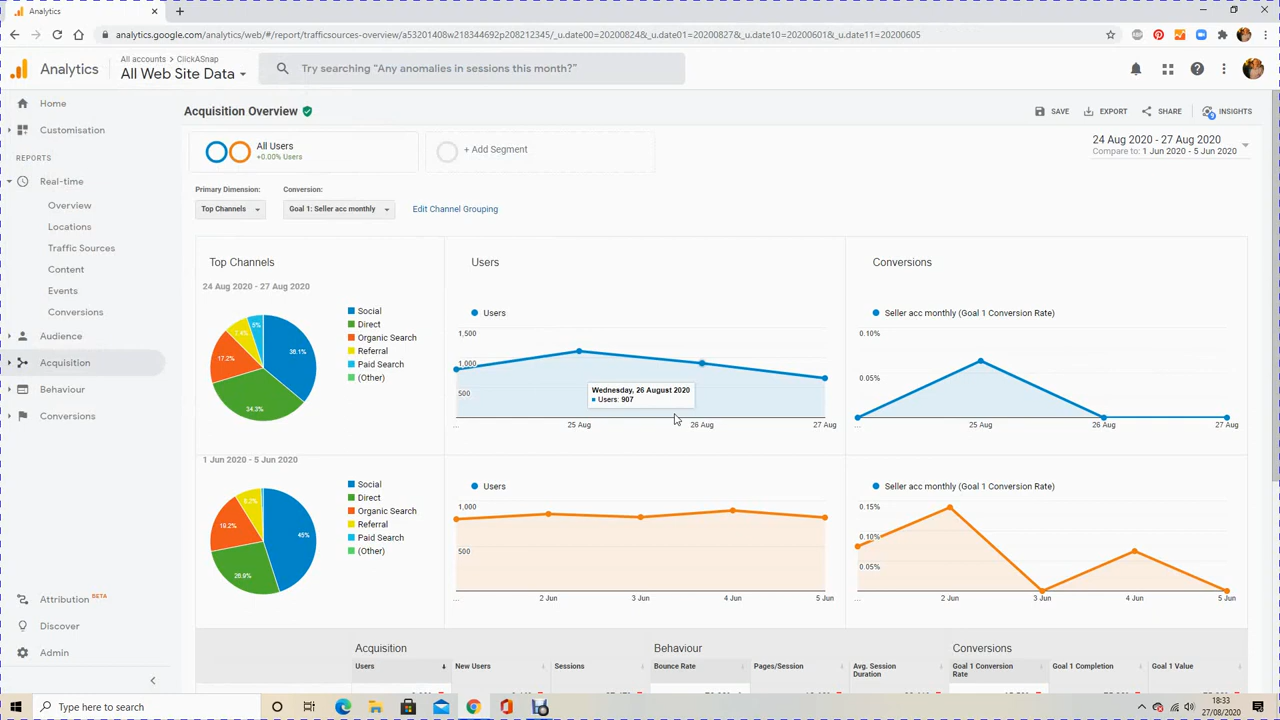 Analytics
analytics.google.com/analytics/web/#/report/trafficsources-overview/a53201408w218344692p208212345/_u.date00=20200824&_u.date01=20200827&_u.date10=20200601&_u.date11=20200605
Analytics
All accounts > ClickASnap
All Web Site Data
Try searching "Any anomalies in sessions this month?"
Home
Customisation
REPORTS
Real-time
Overview
Locations
Traffic Sources
Content
Events
Conversions
Audience
Acquisition
Behaviour
Conversions
Attribution BETA
Discover
Admin
Acquisition Overview
SAVE
EXPORT
SHARE
INSIGHTS
All Users
+0.00% Users
+ Add Segment
24 Aug 2020 - 27 Aug 2020
Compare to: 1 Jun 2020 - 5 Jun 2020
Primary Dimension:
Conversion:
Top Channels
Goal 1: Seller acc monthly
Edit Channel Grouping
Top Channels
24 Aug 2020 - 27 Aug 2020
38.1%
34.3%
17.2%
7.4%
5%
Social
Direct
Organic Search
Referral
Paid Search
(Other)
Users
Users
1,500
1,000
500
Wednesday, 26 August 2020
Users: 907
...
25 Aug
26 Aug
27 Aug
Conversions
Seller acc monthly (Goal 1 Conversion Rate)
0.10%
0.05%
...
25 Aug
26 Aug
27 Aug
1 Jun 2020 - 5 Jun 2020
45%
19.2%
Social
Direct
Organic Search
Referral
Paid Search
(Other)
Users
1,000
500
...
2 Jun
3 Jun
4 Jun
5 Jun
Seller acc monthly (Goal 1 Conversion Rate)
0.15%
0.10%
0.05%
...
2 Jun
3 Jun
4 Jun
5 Jun
Acquisition
Behaviour
Conversions
Users
New Users
Sessions
Bounce Rate
Pages/Session
Avg. Session
Duration
Goal 1 Conversion
Rate
Goal 1 Completion
Goal 1 Value
Type here to search
18:33
27/08/2020